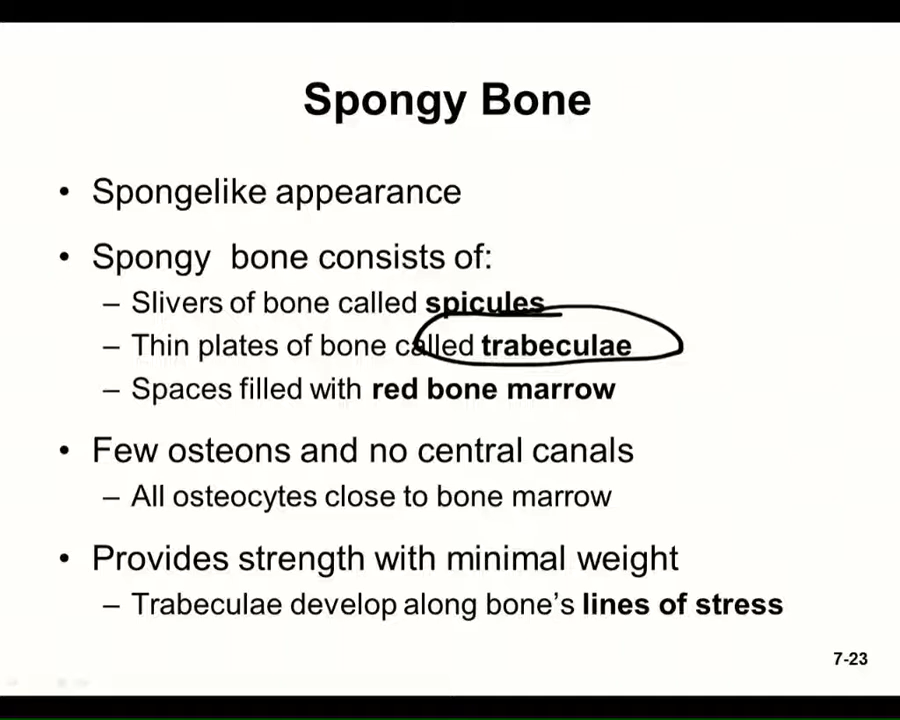 Spongy Bone
• Spongelike appearance
• Spongy bone consists of:
– Slivers of bone called spicules
– Thin plates of bone called trabeculae
– Spaces filled with red bone marrow
• Few osteons and no central canals
– All osteocytes close to bone marrow
• Provides strength with minimal weight
– Trabeculae develop along bone's lines of stress
7-23